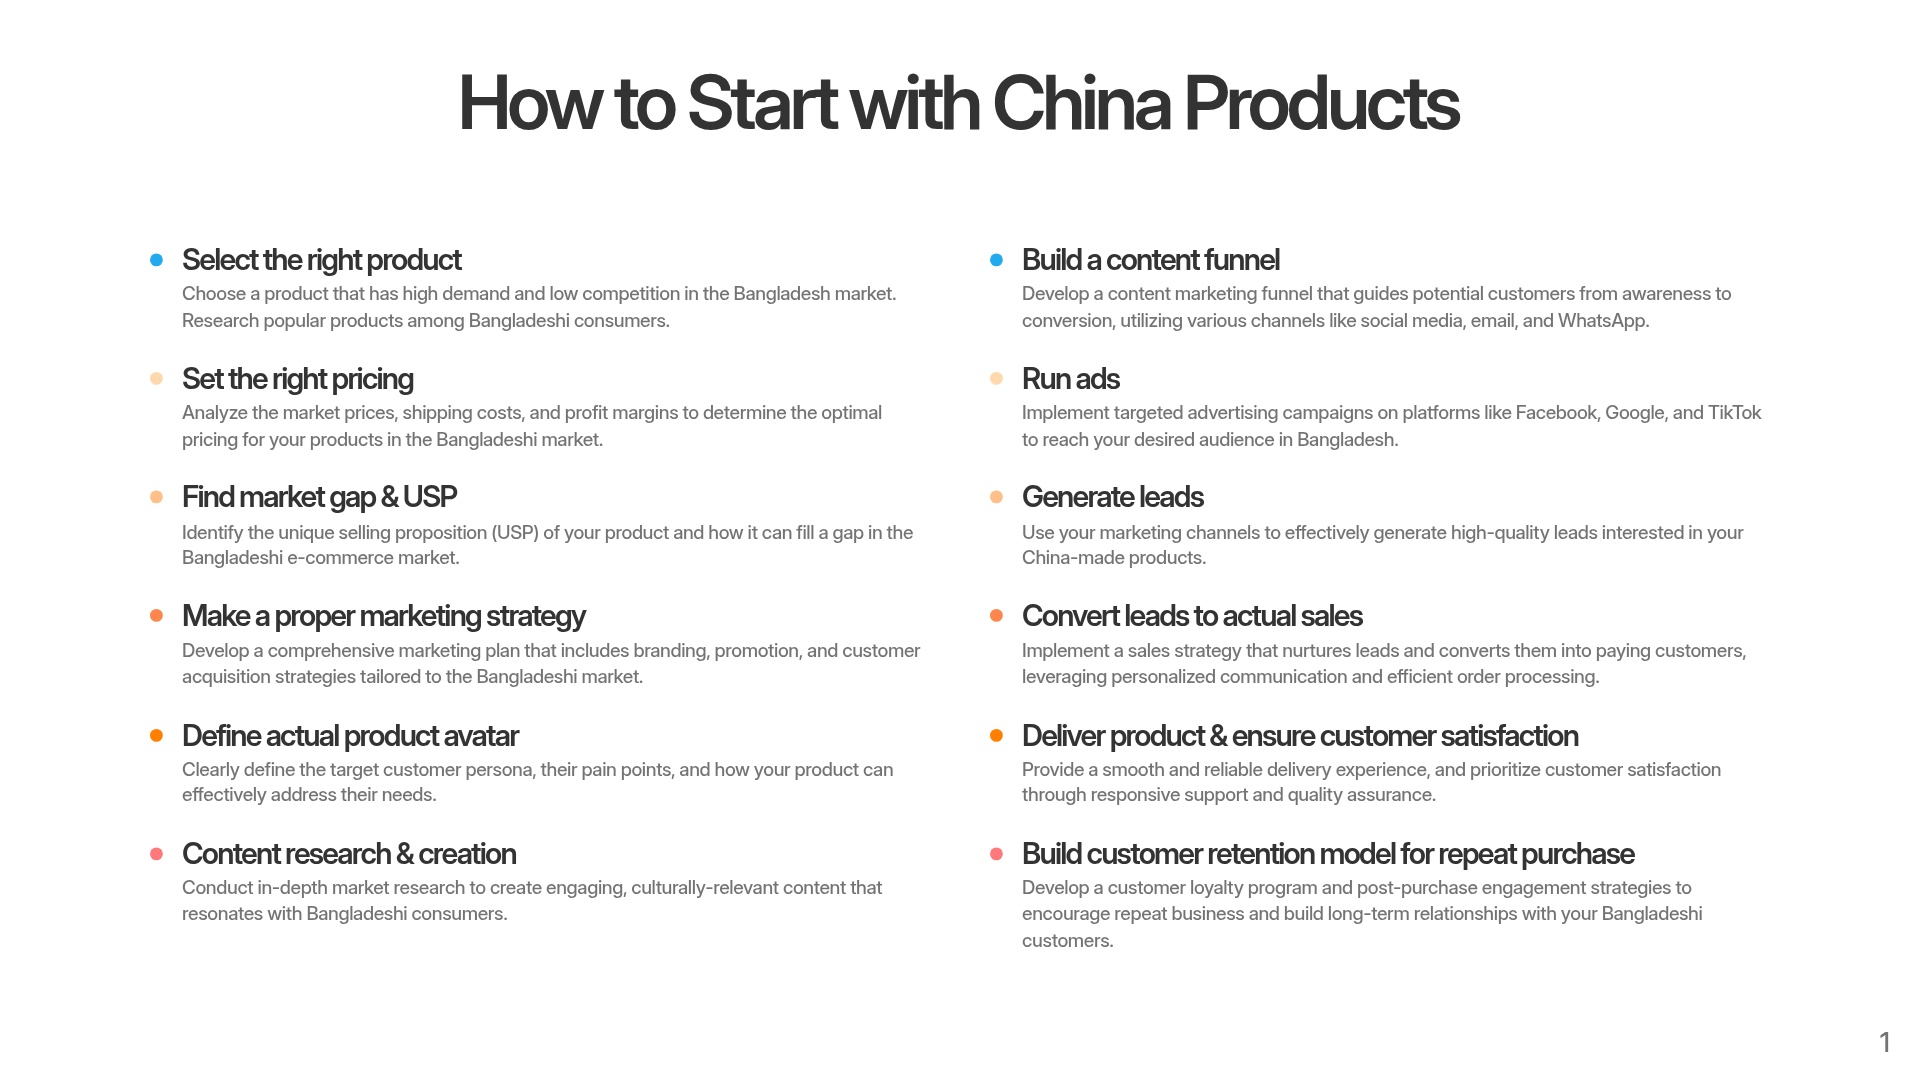 How to Start with China Products
Select the right product
Choose a product that has high demand and low competition in the Bangladesh market.
Research popular products among Bangladeshi consumers.
Set the right pricing
Analyze the market prices, shipping costs, and profit margins to determine the optimal
pricing for your products in the Bangladeshi market.
Find market gap & USP
Identify the unique selling proposition (USP) of your product and how it can fill a gap in the
Bangladeshi e-commerce market.
Make a proper marketing strategy
Develop a comprehensive marketing plan that includes branding, promotion, and customer
acquisition strategies tailored to the Bangladeshi market.
Define actual product avatar
Clearly define the target customer persona, their pain points, and how your product can
effectively address their needs.
Content research & creation
Conduct in-depth market research to create engaging, culturally-relevant content that
resonates with Bangladeshi consumers.
Build a content funnel
Develop a content marketing funnel that guides potential customers from awareness to
conversion, utilizing various channels like social media, email, and WhatsApp.
Run ads
Implement targeted advertising campaigns on platforms like Facebook, Google, and TikTok
to reach your desired audience in Bangladesh.
Generate leads
Use your marketing channels to effectively generate high-quality leads interested in your
China-made products.
Convert leads to actual sales
Implement a sales strategy that nurtures leads and converts them into paying customers,
leveraging personalized communication and efficient order processing.
Deliver product & ensure customer satisfaction
Provide a smooth and reliable delivery experience, and prioritize customer satisfaction
through responsive support and quality assurance.
Build customer retention model for repeat purchase
Develop a customer loyalty program and post-purchase engagement strategies to
encourage repeat business and build long-term relationships with your Bangladeshi
customers.
1